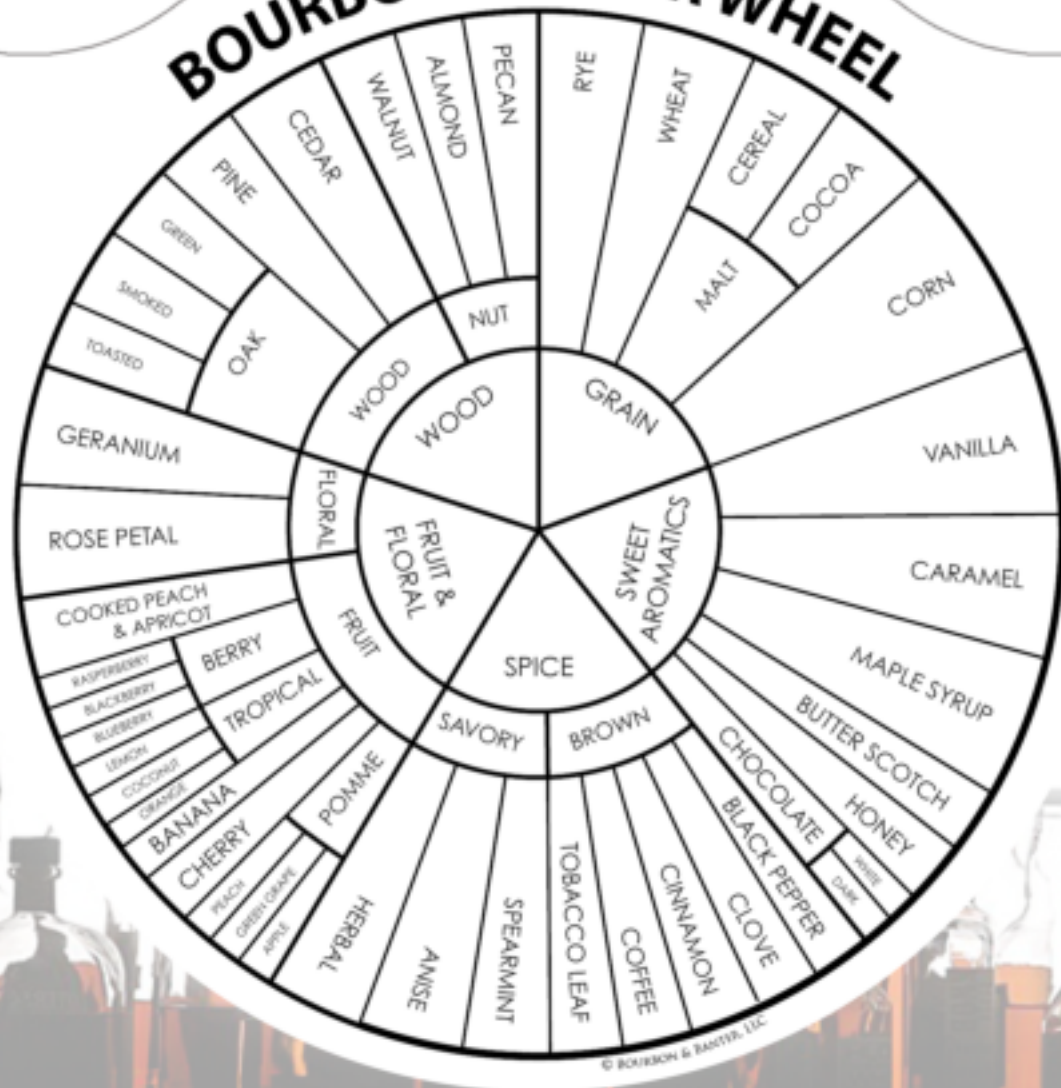 BOURBO
WHEEL
RYE
WHEAT
CEREAL
COCOA
MALT
CORN
GRAIN
VANILLA
CARAMEL
MAPLE SYRUP
BUTTER SCOTCH
HONEY
CHOCOLATE
WHITE
DARK
SWEET
AROMATICS
BLACK PEPPER
CLOVE
CINNAMON
COFFEE
TOBACCO LEAF
BROWN
SPICE
SAVORY
SPEARMINT
ANISE
HERBAL
POMME
APPLE
GREEN GRAPE
PEACH
CHERRY
BANANA
TROPICAL
ORANGE
COCONUT
LEMON
BERRY
BLUEBERRY
BLACKBERRY
RASPERBERRY
COOKED PEACH
& APRICOT
FRUIT
FRUIT &
FLORAL
FLORAL
ROSE PETAL
GERANIUM
WOOD
WOOD
OAK
TOASTED
SMOKED
GREEN
PINE
CEDAR
NUT
WALNUT
ALMOND
PECAN
© BOURBON & BANTER, LLC